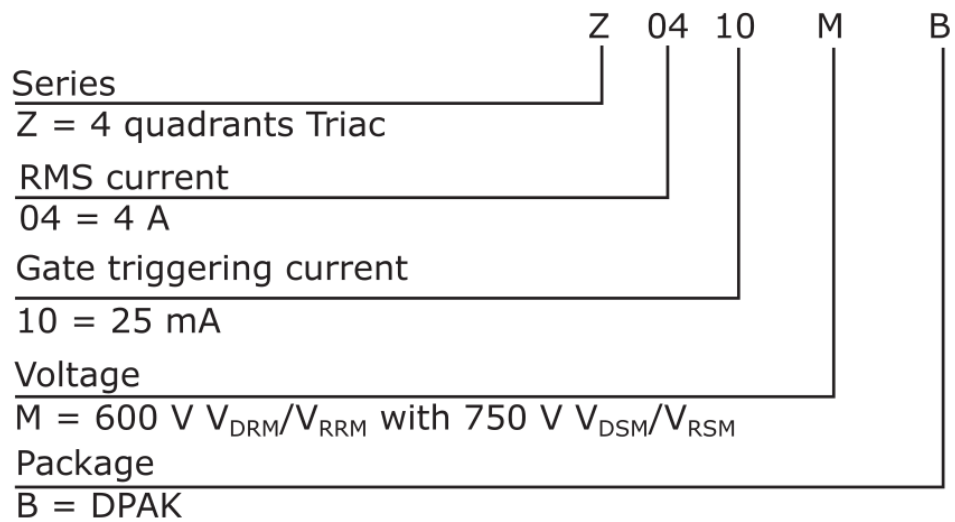 Z 04 10 M B
Series
Z = 4 quadrants Triac
RMS current
04 = 4 A
Gate triggering current
10 = 25 mA
Voltage
M = 600 V VDRM/VRRM with 750 V VDSM/VRSM
Package
B = DPAK